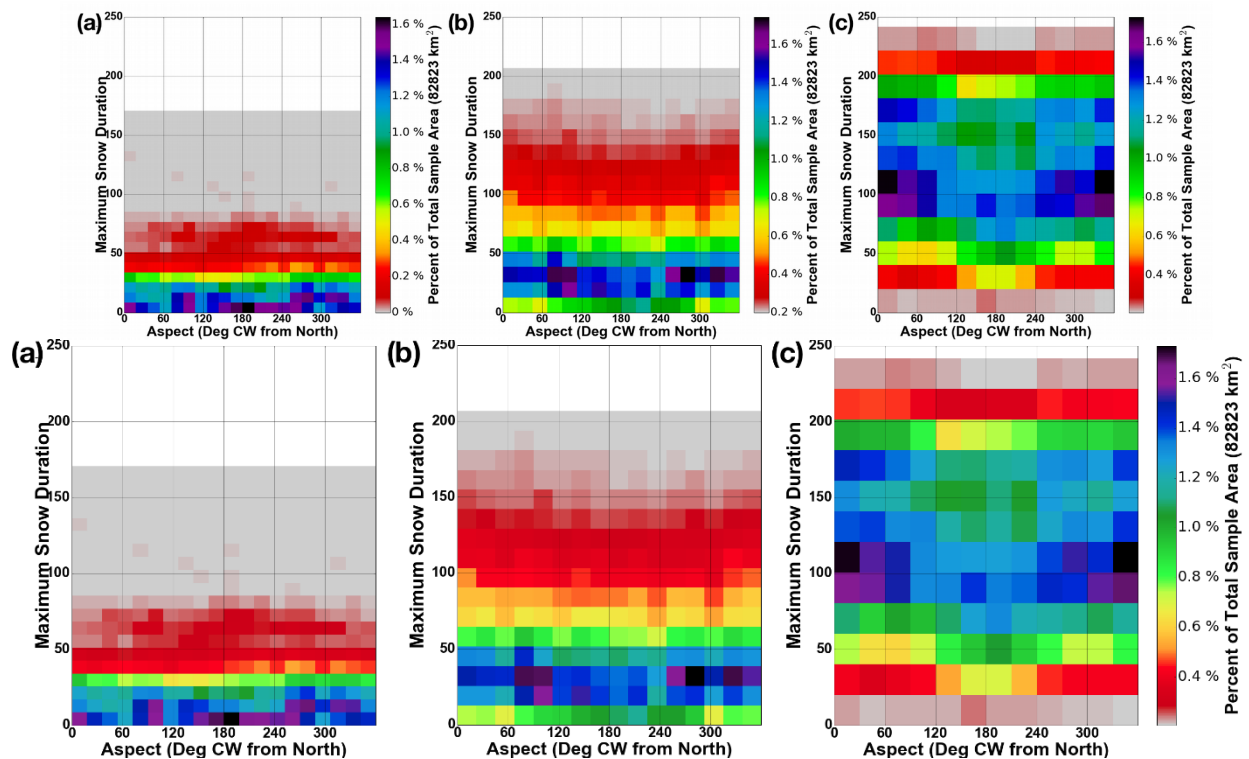 (a)
250
200
150
100
50
0
Maximum Snow Duration
0 60 120 180 240 300
Aspect (Deg CW from North)
1.6 %
1.4 %
1.2 %
1.0 %
0.8 %
0.6 %
0.4 %
0.2 %
0 %
Percent of Total Sample Area (82823 km²)
(b)
250
200
150
100
50
0
Maximum Snow Duration
0 60 120 180 240 300
Aspect (Deg CW from North)
1.6 %
1.4 %
1.2 %
1.0 %
0.8 %
0.6 %
0.4 %
0.2 %
Percent of Total Sample Area (82823 km²)
(c)
250
200
150
100
50
0
Maximum Snow Duration
0 60 120 180 240 300
Aspect (Deg CW from North)
1.6 %
1.4 %
1.2 %
1.0 %
0.8 %
0.6 %
0.4 %
Percent of Total Sample Area (82823 km²)
(a)
250
200
150
100
50
0
Maximum Snow Duration
0 60 120 180 240 300
Aspect (Deg CW from North)
(b)
250
200
150
100
50
0
Maximum Snow Duration
0 60 120 180 240 300
Aspect (Deg CW from North)
(c)
250
200
150
100
50
0
Maximum Snow Duration
0 60 120 180 240 300
Aspect (Deg CW from North)
1.6 %
1.4 %
1.2 %
1.0 %
0.8 %
0.6 %
0.4 %
Percent of Total Sample Area (82823 km²)